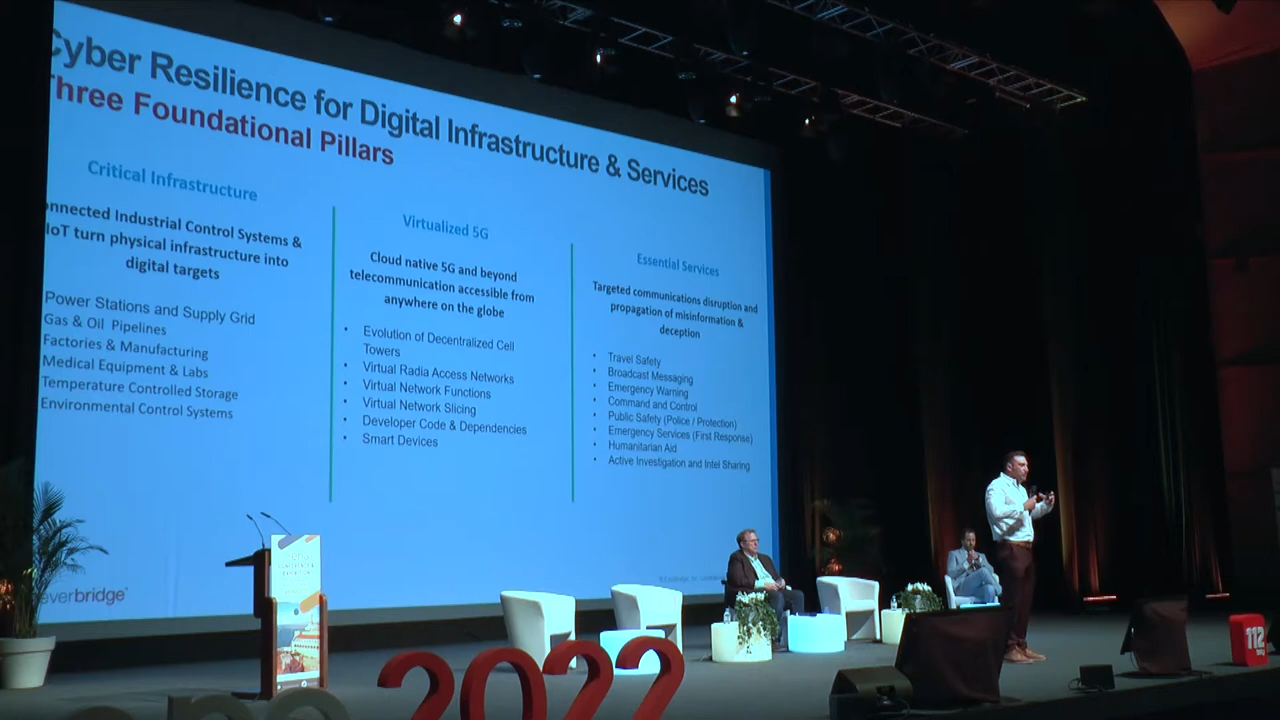 Cyber Resilience for Digital Infrastructure & Services
Three Foundational Pillars
Critical Infrastructure
onnected Industrial Control Systems &
IoT turn physical infrastructure into
digital targets
Power Stations and Supply Grid
Gas & Oil Pipelines
Factories & Manufacturing
Medical Equipment & Labs
Temperature Controlled Storage
Environmental Control Systems
Virtualized 5G
Cloud native 5G and beyond
telecommunication accessible from
anywhere on the globe
• Evolution of Decentralized Cell
Towers
• Virtual Radia Access Networks
• Virtual Network Functions
• Virtual Network Slicing
• Developer Code & Dependencies
• Smart Devices
Essential Services
Targeted communications disruption and
propagation of misinformation &
deception
• Travel Safety
• Broadcast Messaging
• Emergency Warning
• Command and Control
• Public Safety (Police / Protection)
• Emergency Services (First Response)
• Humanitarian Aid
• Active Investigation and Intel Sharing
everbridge
2022
112